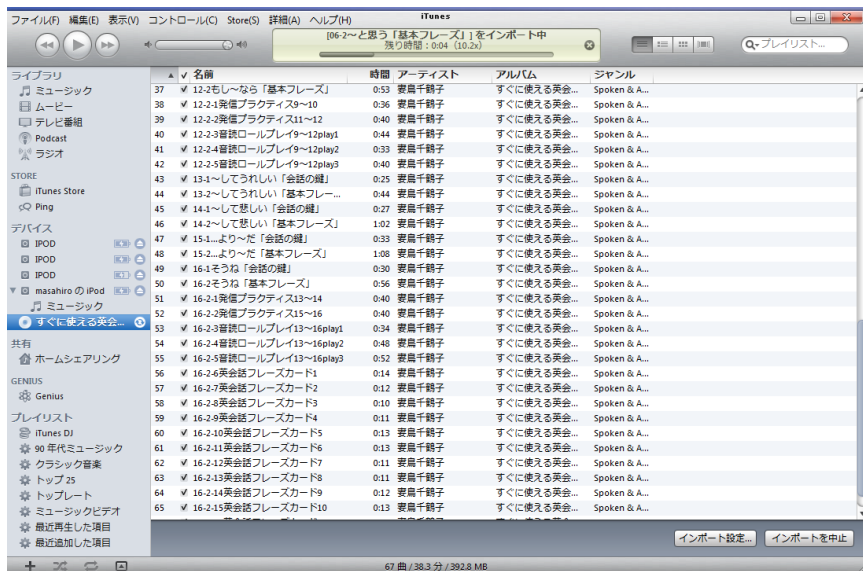 iTunes
ファイル(F) 編集(E) 表示(V) コントロール(C) Store(S) 詳細(A) ヘルプ(H)
[06-2～と思う「基本フレーズ」] をインポート中
残り時間 : 0:04 (10.2x)
プレイリスト...
ライブラリ
ミュージック
ムービー
テレビ番組
Podcast
ラジオ
STORE
iTunes Store
Ping
デバイス
IPOD
IPOD
IPOD
masahiro の iPod
ミュージック
すぐに使える英会...
共有
ホームシェアリング
GENIUS
Genius
プレイリスト
iTunes DJ
90 年代ミュージック
クラシック音楽
トップ 25
トップレート
ミュージックビデオ
最近再生した項目
最近追加した項目
名前 時間 アーティスト アルバム ジャンル
37 12-2もし～なら「基本フレーズ」 0:53 妻鳥千鶴子 すぐに使える英会... Spoken & A...
38 12-2-1発信プラクティス9～10 0:36 妻鳥千鶴子 すぐに使える英会... Spoken & A...
39 12-2-2発信プラクティス11～12 0:40 妻鳥千鶴子 すぐに使える英会... Spoken & A...
40 12-2-3音読ロールプレイ9～12play1 0:44 妻鳥千鶴子 すぐに使える英会... Spoken & A...
41 12-2-4音読ロールプレイ9～12play2 0:33 妻鳥千鶴子 すぐに使える英会... Spoken & A...
42 12-2-5音読ロールプレイ9～12play3 0:40 妻鳥千鶴子 すぐに使える英会... Spoken & A...
43 13-1～してうれしい「会話の鍵」 0:25 妻鳥千鶴子 すぐに使える英会... Spoken & A...
44 13-2～してうれしい「基本フレー... 0:44 妻鳥千鶴子 すぐに使える英会... Spoken & A...
45 14-1～して悲しい「会話の鍵」 0:27 妻鳥千鶴子 すぐに使える英会... Spoken & A...
46 14-2～して悲しい「基本フレーズ」 1:02 妻鳥千鶴子 すぐに使える英会... Spoken & A...
47 15-1...より～だ「会話の鍵」 0:33 妻鳥千鶴子 すぐに使える英会... Spoken & A...
48 15-2...より～だ「基本フレーズ」 1:08 妻鳥千鶴子 すぐに使える英会... Spoken & A...
49 16-1そうね「会話の鍵」 0:30 妻鳥千鶴子 すぐに使える英会... Spoken & A...
50 16-2そうね「基本フレーズ」 0:56 妻鳥千鶴子 すぐに使える英会... Spoken & A...
51 16-2-1発信プラクティス13～14 0:40 妻鳥千鶴子 すぐに使える英会... Spoken & A...
52 16-2-2発信プラクティス15～16 0:40 妻鳥千鶴子 すぐに使える英会... Spoken & A...
53 16-2-3音読ロールプレイ13～16play1 0:34 妻鳥千鶴子 すぐに使える英会... Spoken & A...
54 16-2-4音読ロールプレイ13～16play2 0:48 妻鳥千鶴子 すぐに使える英会... Spoken & A...
55 16-2-5音読ロールプレイ13～16play3 0:52 妻鳥千鶴子 すぐに使える英会... Spoken & A...
56 16-2-6英会話フレーズカード1 0:14 妻鳥千鶴子 すぐに使える英会... Spoken & A...
57 16-2-7英会話フレーズカード2 0:12 妻鳥千鶴子 すぐに使える英会... Spoken & A...
58 16-2-8英会話フレーズカード3 0:10 妻鳥千鶴子 すぐに使える英会... Spoken & A...
59 16-2-9英会話フレーズカード4 0:11 妻鳥千鶴子 すぐに使える英会... Spoken & A...
60 16-2-10英会話フレーズカード5 0:13 妻鳥千鶴子 すぐに使える英会... Spoken & A...
61 16-2-11英会話フレーズカード6 0:13 妻鳥千鶴子 すぐに使える英会... Spoken & A...
62 16-2-12英会話フレーズカード7 0:11 妻鳥千鶴子 すぐに使える英会... Spoken & A...
63 16-2-13英会話フレーズカード8 0:11 妻鳥千鶴子 すぐに使える英会... Spoken & A...
64 16-2-14英会話フレーズカード9 0:12 妻鳥千鶴子 すぐに使える英会... Spoken & A...
65 16-2-15英会話フレーズカード10 0:13 妻鳥千鶴子 すぐに使える英会... Spoken & A...
インポート設定... インポートを中止
67 曲 / 38.3 分 / 392.8 MB